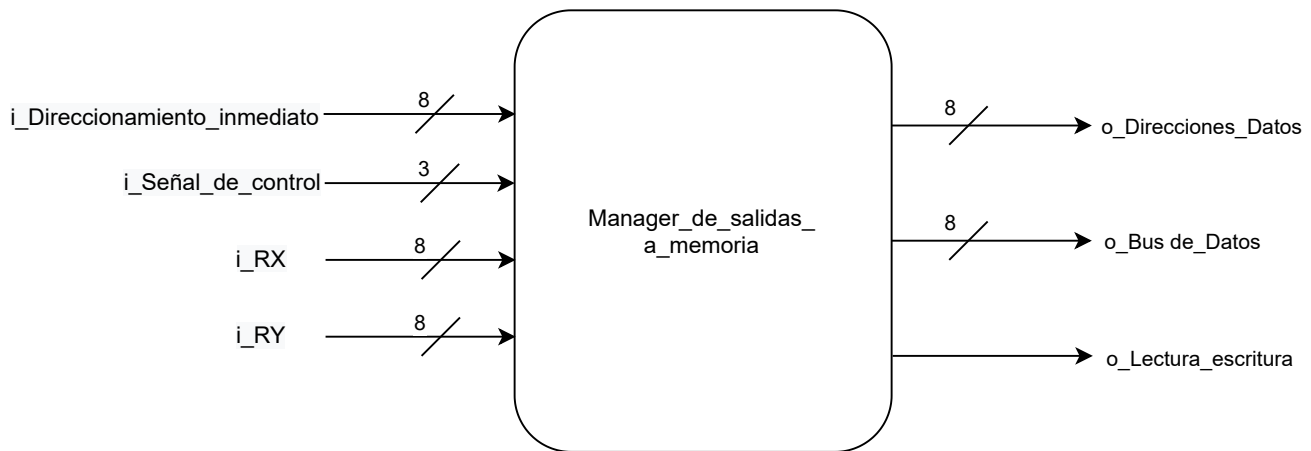 8
i_Direccionamiento_inmediato
3
i_Señal_de_control
8
i_RX
8
i_RY
Manager_de_salidas_
a_memoria
8
o_Direcciones_Datos
8
o_Bus de_Datos
o_Lectura_escritura